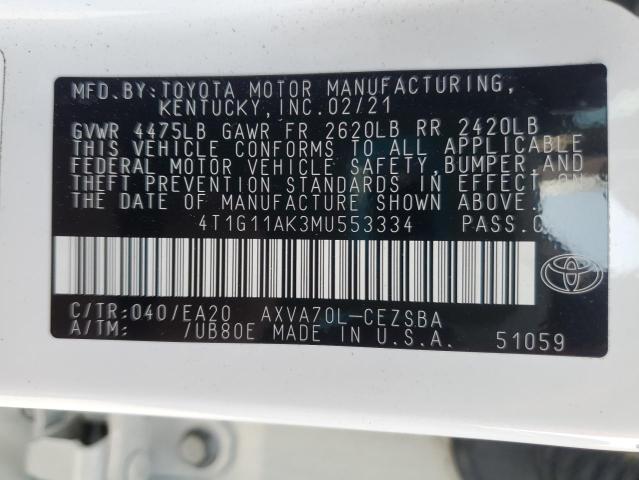 MFD.BY:TOYOTA MOTOR MANUFACTURING,
KENTUCKY,INC.02/21
GVWR 4475LB GAWR FR 2620LB RR 2420LB
THIS VEHICLE CONFORMS TO ALL APPLICABLE
FEDERAL MOTOR VEHICLE SAFETY,BUMPER,AND
THEFT PREVENTION STANDARDS IN EFFECT ON
THE DATE OF MANUFACTURE SHOWN ABOVE.
4T1G11AK3MU553334 PASS.C
C/TR:040/EA20 AXVA70L-CEZSBA
A/TM: /UB80E MADE IN U.S.A. 51059